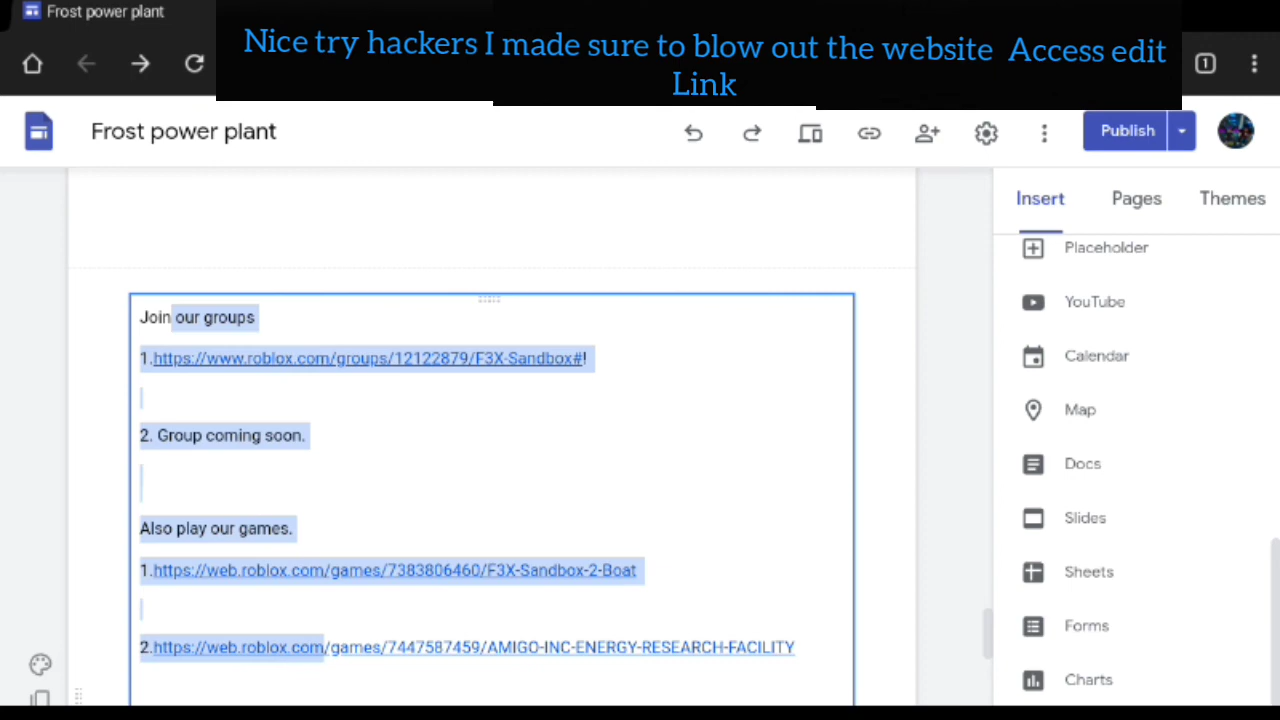 Frost power plant
Nice try hackers I made sure to blow out the website Access edit
Link
1
Frost power plant
Publish
Insert
Pages
Themes
Placeholder
YouTube
Calendar
Map
Docs
Slides
Sheets
Forms
Charts
Join our groups
1.https://www.roblox.com/groups/12122879/F3X-Sandbox#!
2. Group coming soon.
Also play our games.
1.https://web.roblox.com/games/7383806460/F3X-Sandbox-2-Boat
2.https://web.roblox.com/games/7447587459/AMIGO-INC-ENERGY-RESEARCH-FACILITY